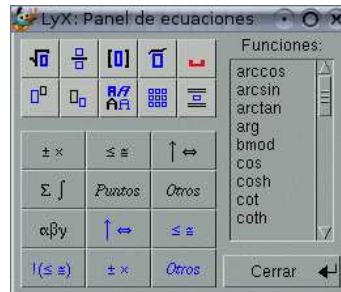 LyX: Panel de ecuaciones
Funciones:
arccos
arcsin
arctan
arg
bmod
cos
cosh
cot
coth
± × ≤ ≅ ↑ ⇔
Σ ∫ Puntos Otros
αβγ ↑ ⇔ ≤ ≅
!(≤ ≅) ± × Otros
Cerrar